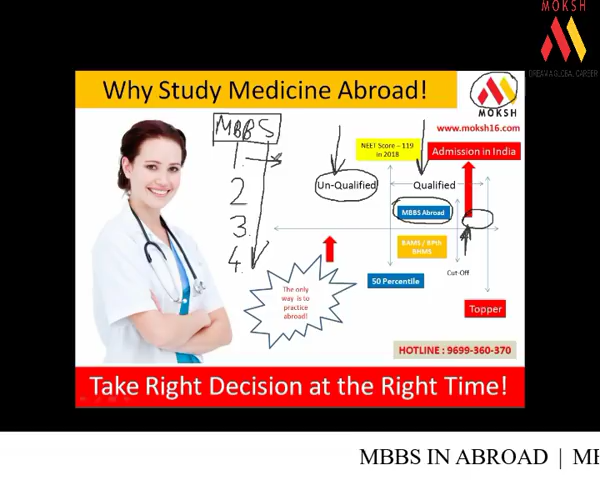 MOKSH
Why Study Medicine Abroad!
MOKSH
www.moksh16.com
MBBS
1.
2
3.
4.
NEET Score – 119
in 2018
Admission in India
Un-Qualified
Qualified
MBBS Abroad
BAMS / BPth
BHMS
Cut-Off
50 Percentile
Topper
The only
way is to
practice
abroad!
HOTLINE : 9699-360-370
Take Right Decision at the Right Time!
MBBS IN ABROAD | ME